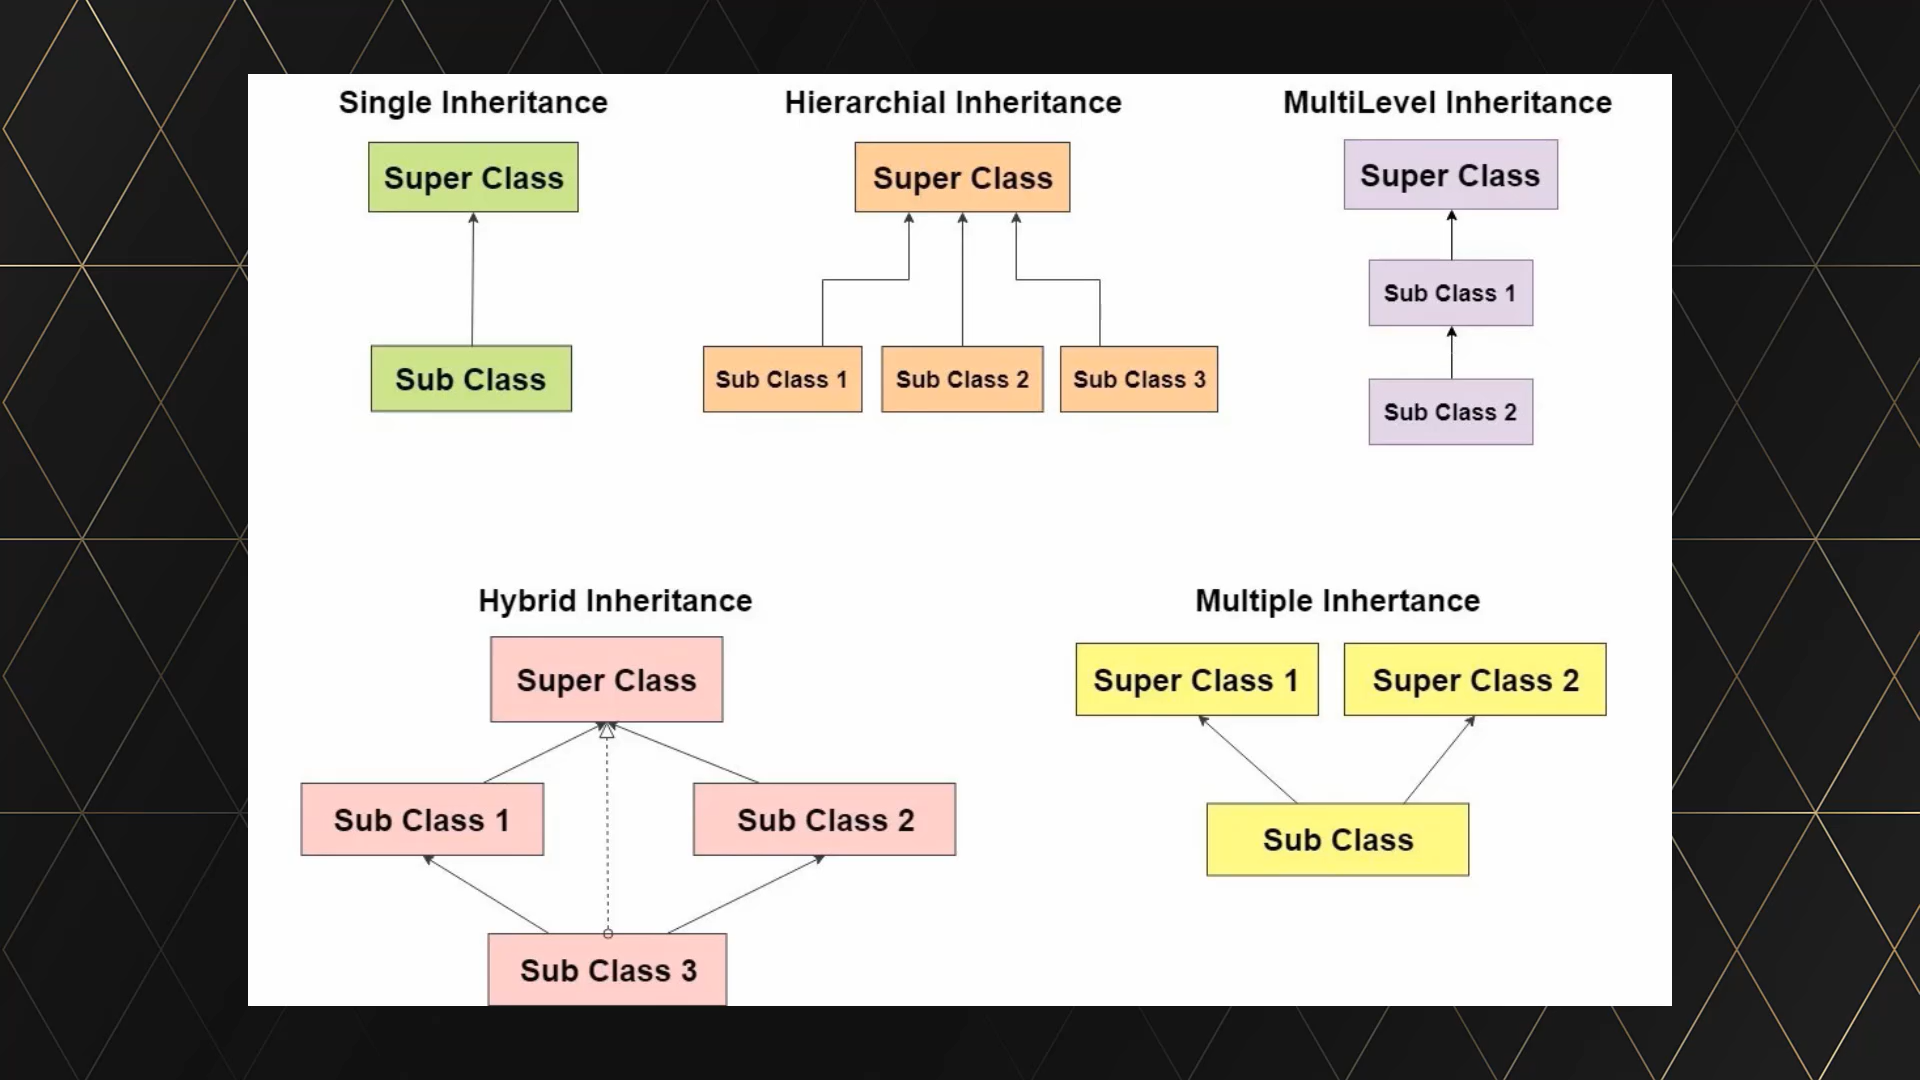 Single Inheritance
Super Class
Sub Class
Hierarchial Inheritance
Super Class
Sub Class 1
Sub Class 2
Sub Class 3
MultiLevel Inheritance
Super Class
Sub Class 1
Sub Class 2
Hybrid Inheritance
Super Class
Sub Class 1
Sub Class 2
Sub Class 3
Multiple Inhertance
Super Class 1
Super Class 2
Sub Class